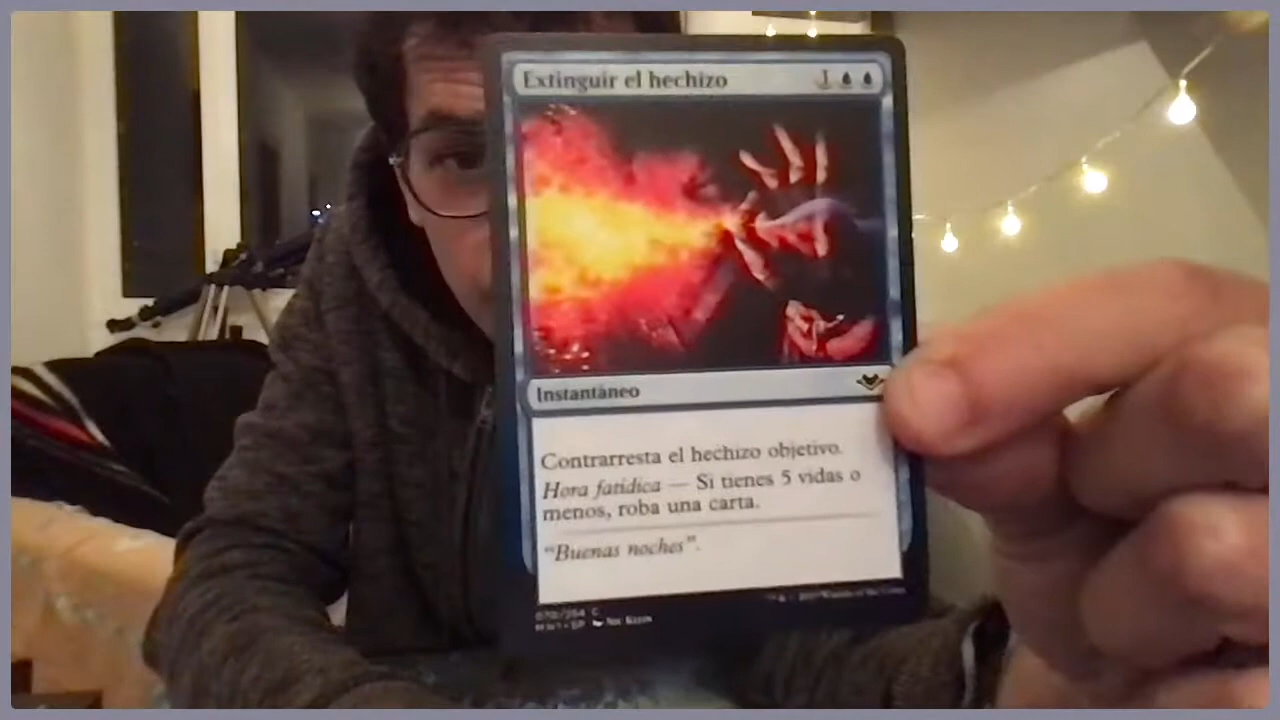 Extinguir el hechizo 1
Instantáneo
Contrarresta el hechizo objetivo.
Hora fatídica — Si tienes 5 vidas o
menos, roba una carta.
“Buenas noches”.